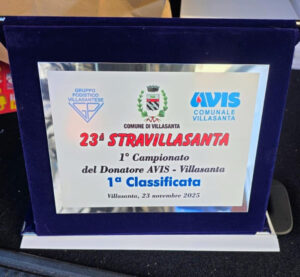 GRUPPO
PODISTICO
VILLASANTESE
COMUNE DI VILLASANTA
AVIS
COMUNALE
VILLASANTA
23ª STRAVILLASANTA
1° Campionato
del Donatore AVIS - Villasanta
1ª Classificata
Villasanta, 23 novembre 2025